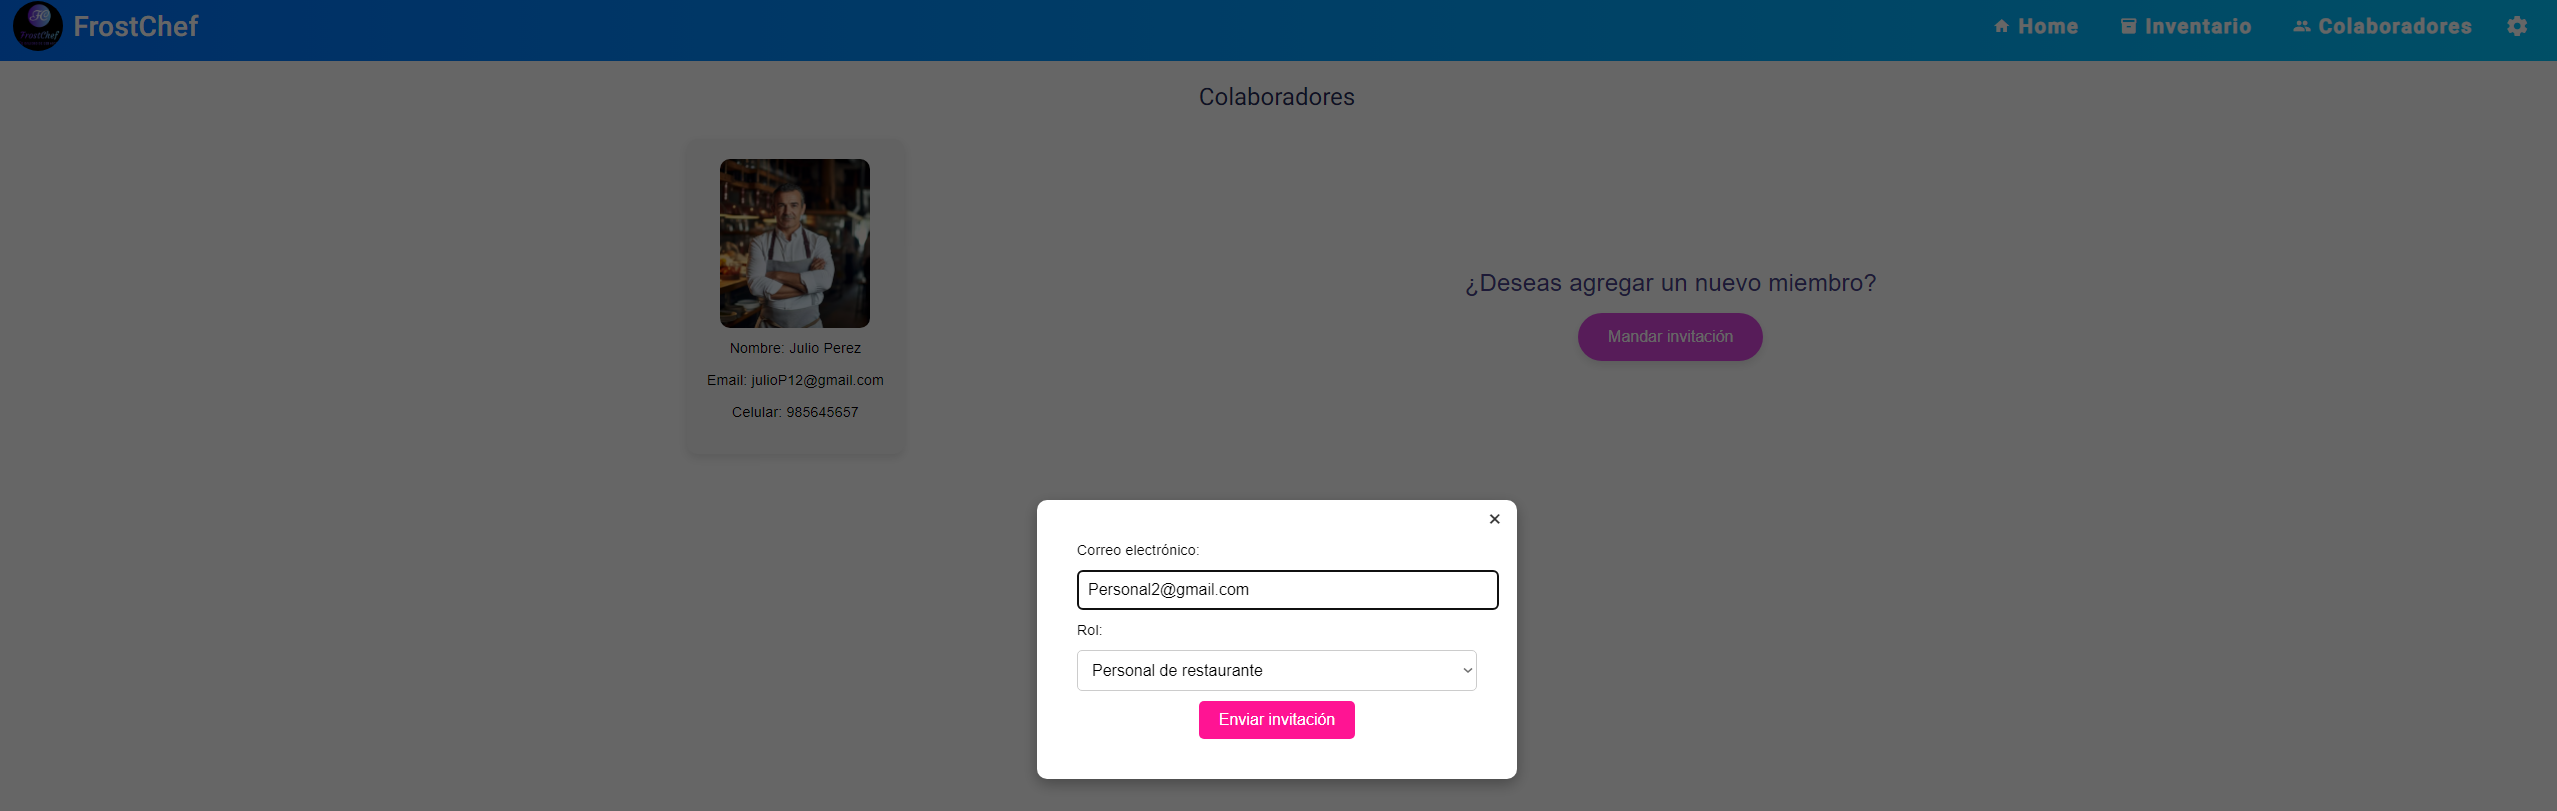 FrostChef
Home
Inventario
Colaboradores
Colaboradores
Nombre: Julio Perez
Email: julioP12@gmail.com
Celular: 985645657
¿Deseas agregar un nuevo miembro?
Mandar invitación
×
Correo electrónico:
Personal2@gmail.com
Rol:
Personal de restaurante
Enviar invitación